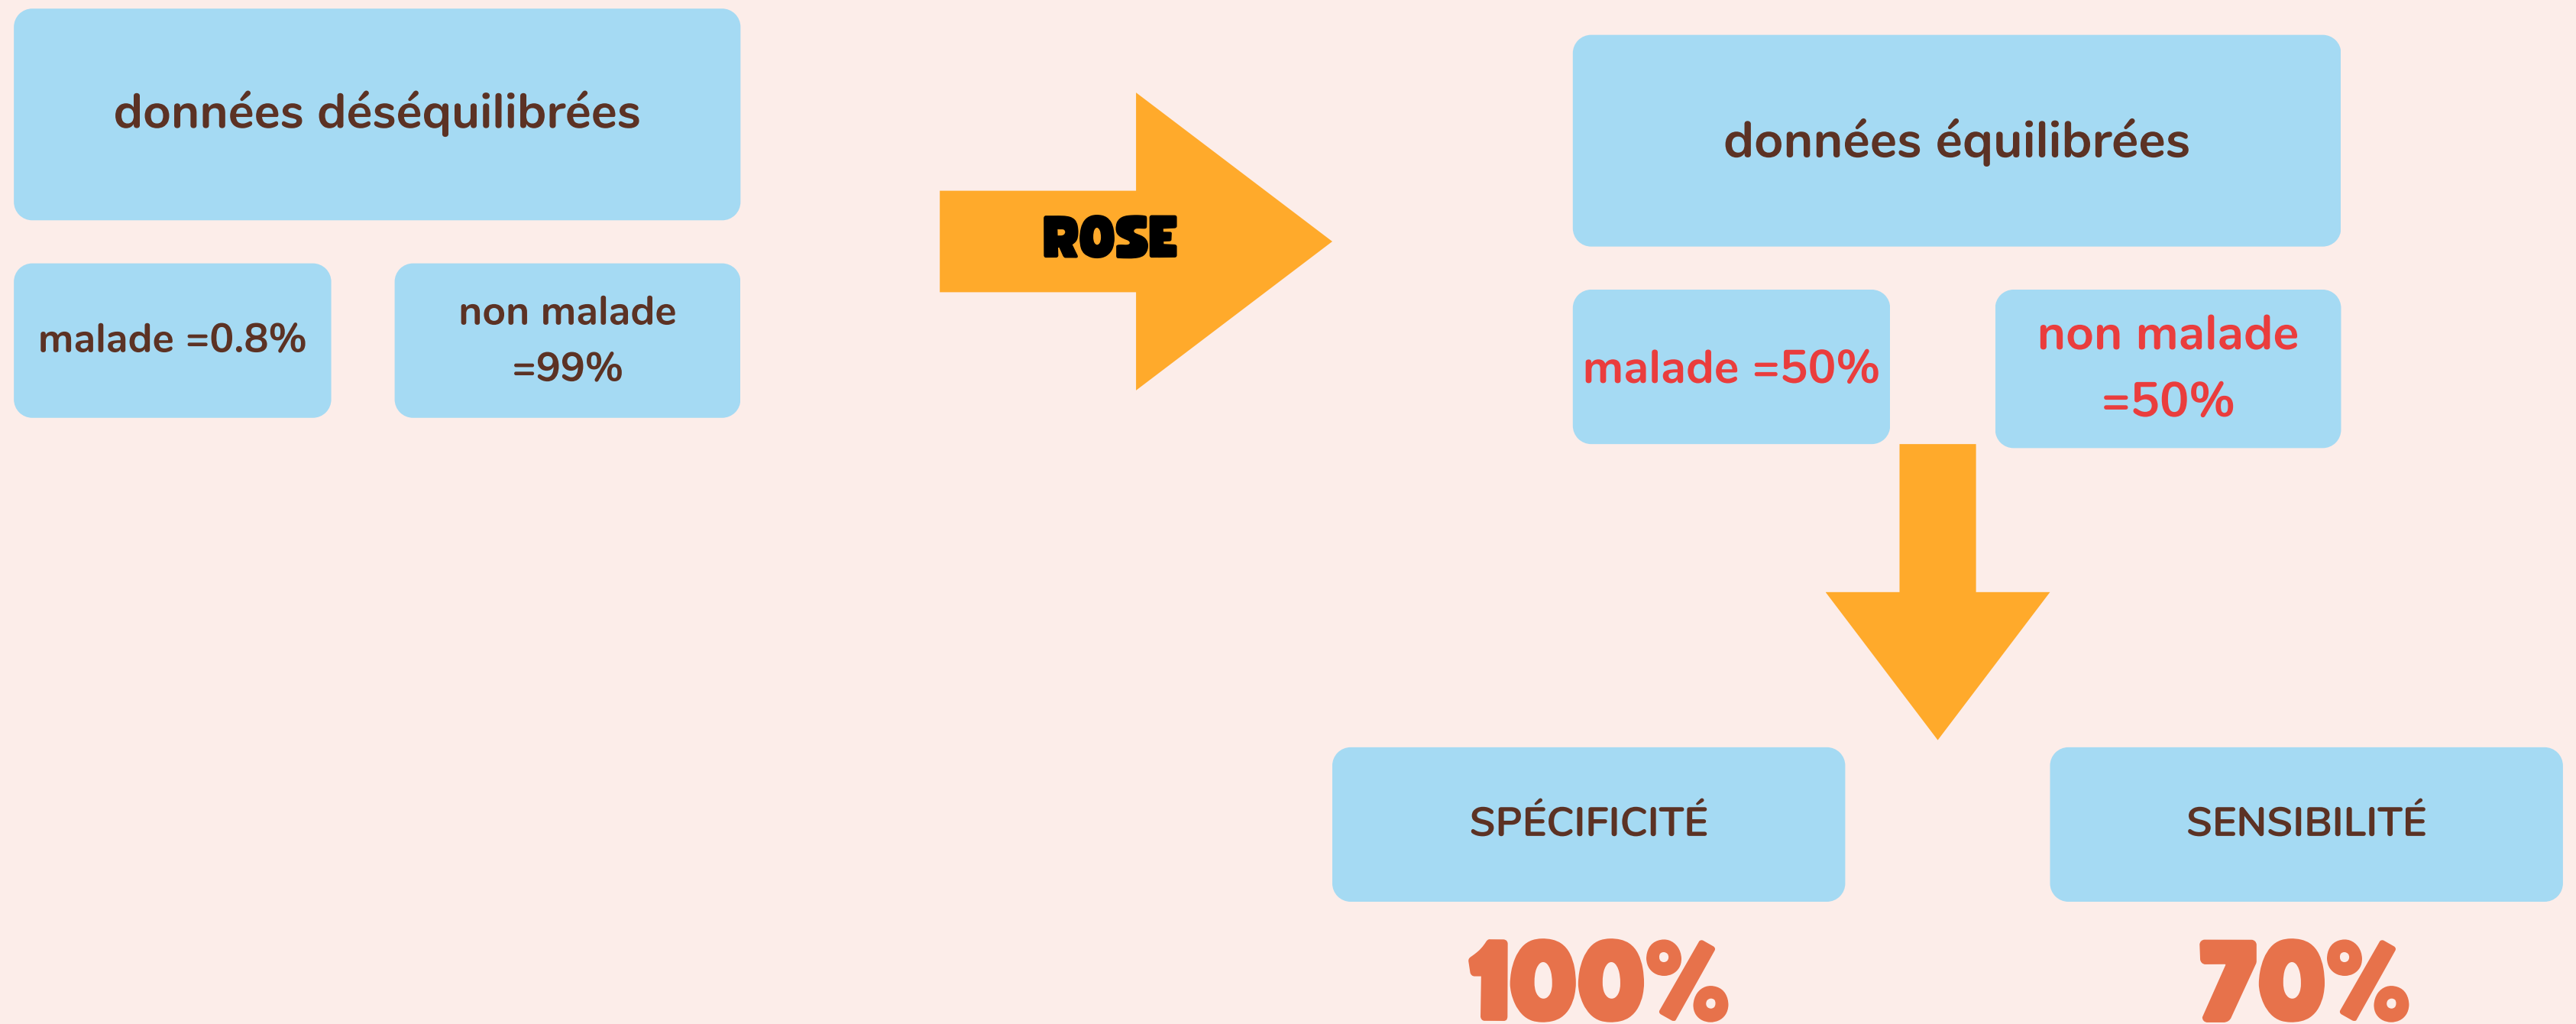 données déséquilibrées
malade =0.8%
non malade
=99%
ROSE
données équilibrées
malade =50%
non malade
=50%
SPÉCIFICITÉ
SENSIBILITÉ
100%
70%